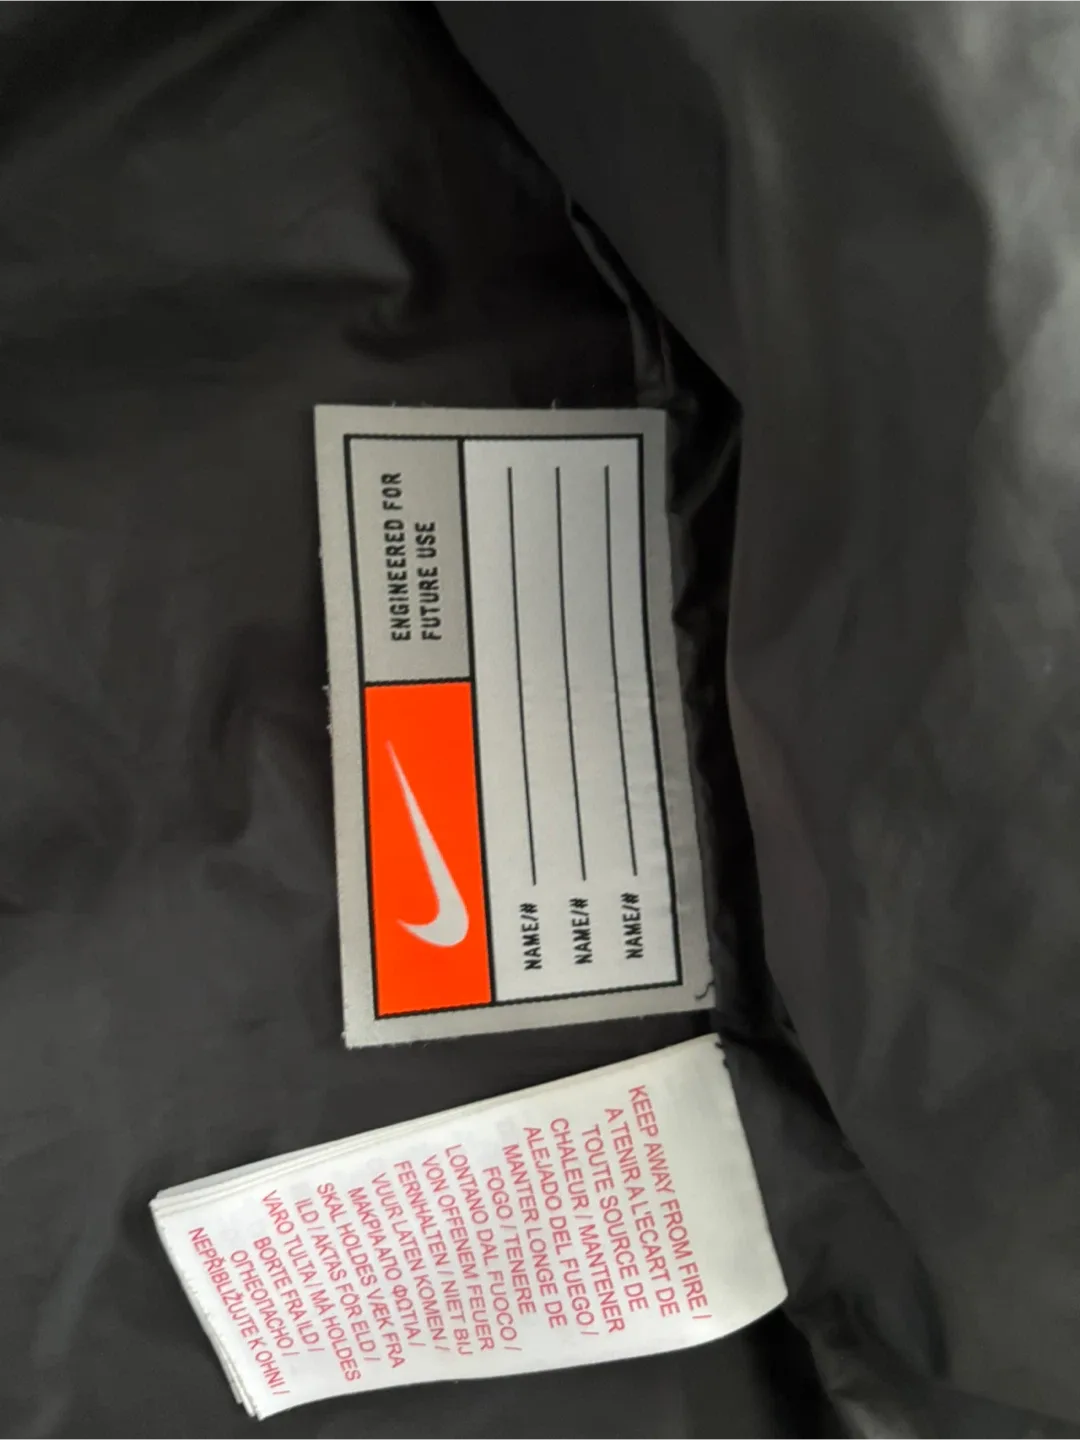 ENGINEERED FOR
FUTURE USE
NAME/#
NAME/#
NAME/#
KEEP AWAY FROM FIRE /
A TENIR A L'ECART DE
TOUTE SOURCE DE
CHALEUR / MANTENER
ALEJADO DEL FUEGO /
MANTER LONGE DE
FOGO / TENERE
LONTANO DAL FUOCO /
VON OFFENEM FEUER
FERNHALTEN / NIET BIJ
VUUR LATEN KOMEN /
ΜΑΚΡΙΑ ΑΠΟ ΦΩΤΙΑ /
SKAL HOLDES VÆK FRA
ILD / AKTAS FÖR ELD /
VARO TULTA / MÅ HOLDES
BORTE FRA ILD /
ОГНЕОПАСНО /
NEPŘIBLIŽUJTE K OHNI /